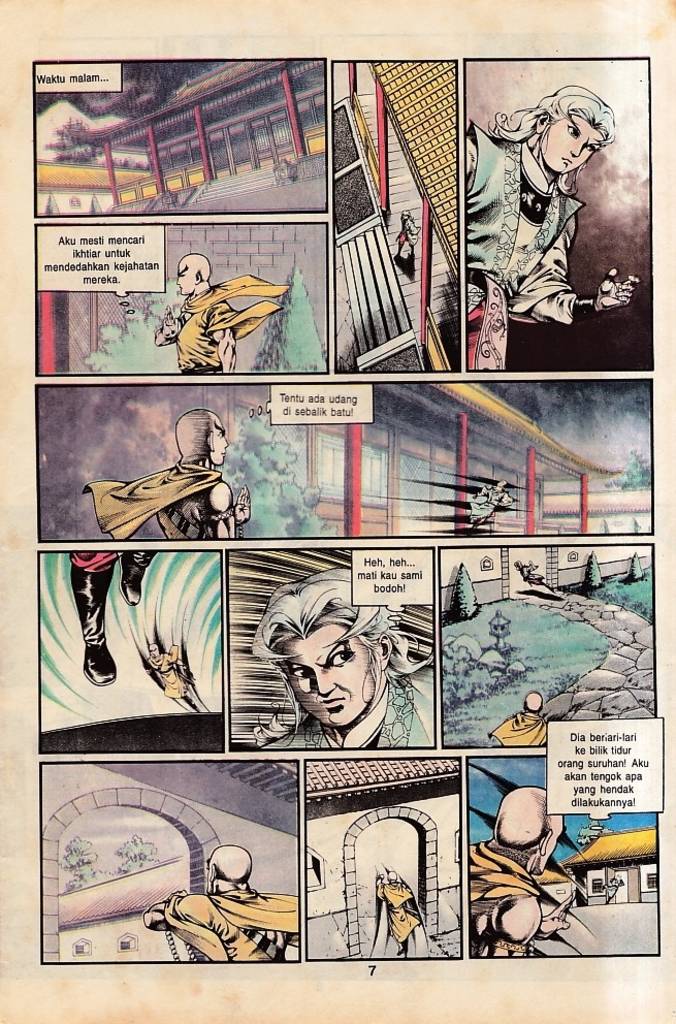 Waktu malam...
Aku mesti mencari
ikhtiar untuk
mendedahkan kejahatan
mereka.
Tentu ada udang
di sebalik batu!
Heh, heh...
mati kau sami
bodoh!
Dia berlari-lari
ke bilik tidur
orang suruhan! Aku
akan tengok apa
yang hendak
dilakukannya!
7